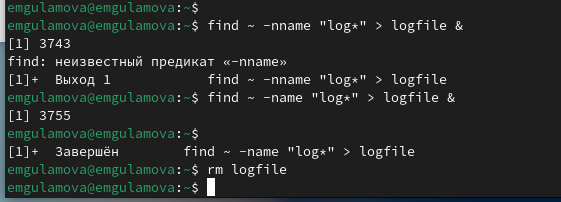 emgulamova@emgulamova:~$
emgulamova@emgulamova:~$ find ~ -nname "log*" > logfile &
[1] 3743
find: неизвестный предикат «-nname»
[1]+  Выход 1            find ~ -nname "log*" > logfile
emgulamova@emgulamova:~$ find ~ -name "log*" > logfile &
[1] 3755
emgulamova@emgulamova:~$
[1]+  Завершён        find ~ -name "log*" > logfile
emgulamova@emgulamova:~$ rm logfile
emgulamova@emgulamova:~$